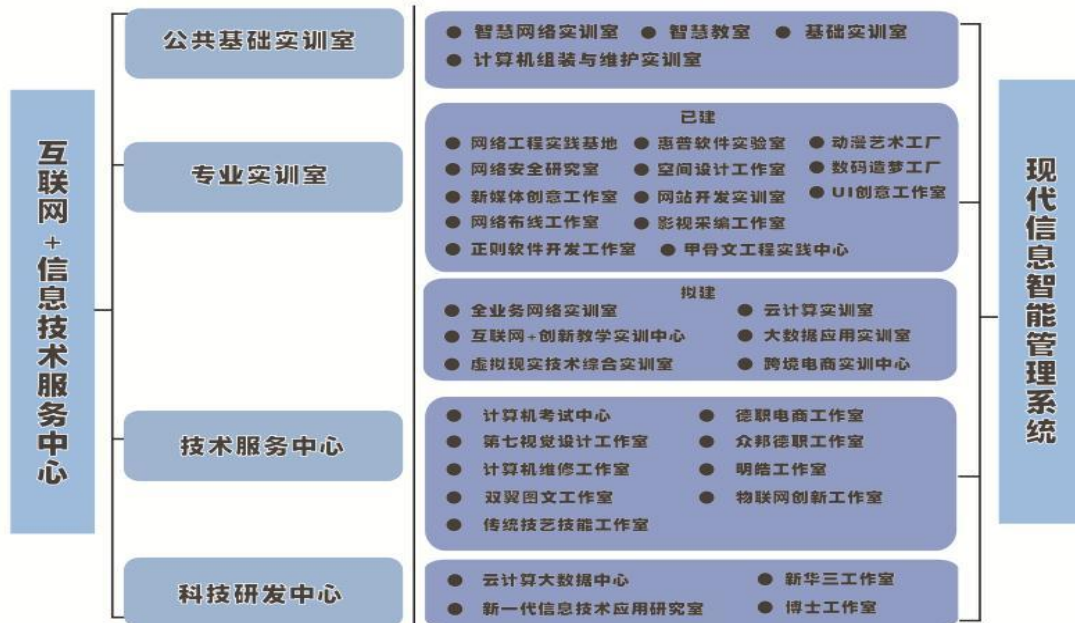 互联网+信息技术服务中心
公共基础实训室
● 智慧网络实训室 ● 智慧教室 ● 基础实训室
● 计算机组装与维护实训室
专业实训室
已建
● 网络工程实践基地 ● 惠普软件实验室 ● 动漫艺术工厂
● 网络安全研究室 ● 空间设计工作室 ● 数码造梦工厂
● 新媒体创意工作室 ● 网站开发实训室 ● UI创意工作室
● 网络布线工作室 ● 影视采编工作室
● 正则软件开发工作室 ● 甲骨文工程实践中心
拟建
● 全业务网络实训室 ● 云计算实训室
● 互联网+创新教学实训中心 ● 大数据应用实训室
● 虚拟现实技术综合实训室 ● 跨境电商实训中心
技术服务中心
● 计算机考试中心 ● 德职电商工作室
● 第七视觉设计工作室 ● 众邦德职工作室
● 计算机维修工作室 ● 明皓工作室
● 双翼图文工作室 ● 物联网创新工作室
● 传统技艺技能工作室
科技研发中心
● 云计算大数据中心 ● 新华三工作室
● 新一代信息技术应用研究室 ● 博士工作室
现代信息智能管理系统